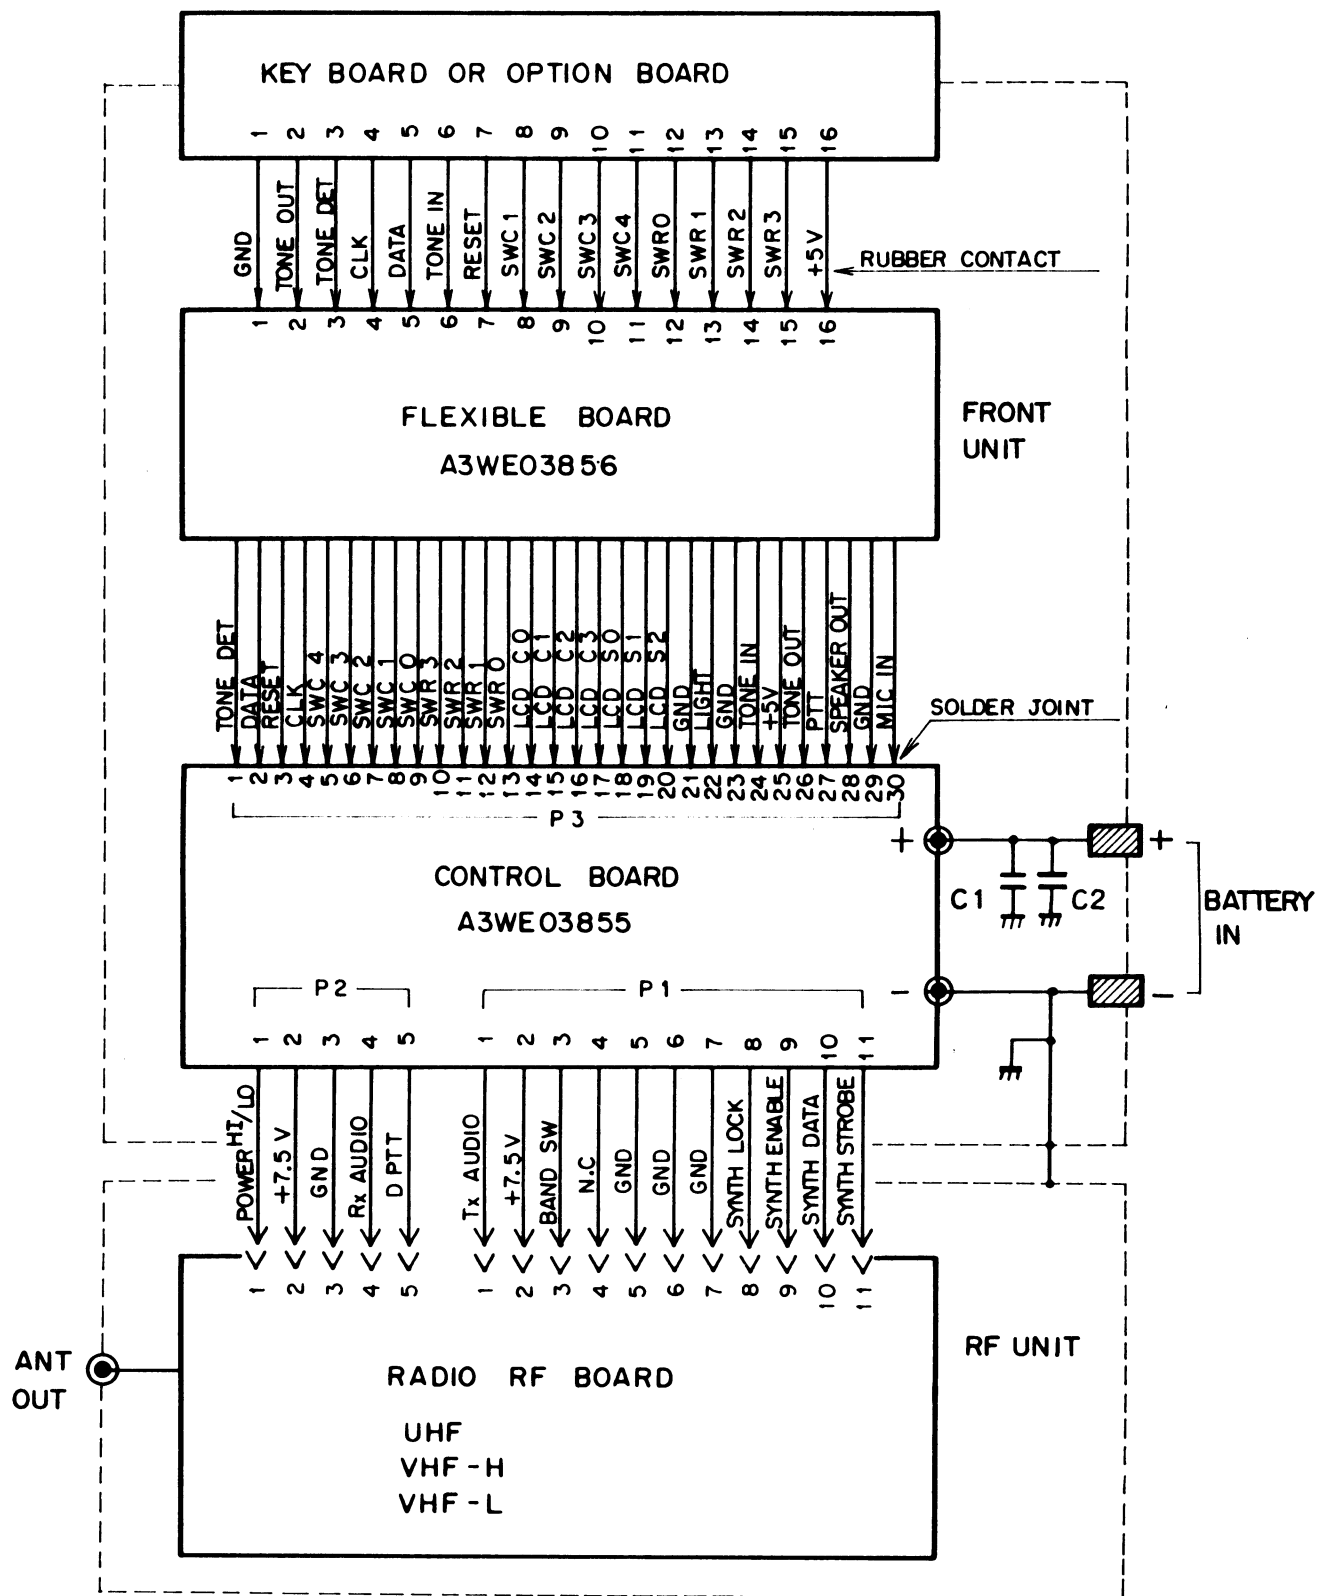 KEY BOARD OR OPTION BOARD
1 2 3 4 5 6 7 8 9 10 11 12 13 14 15 16
GND
TONE OUT
TONE DET
CLK
DATA
TONE IN
RESET
SWC 1
SWC 2
SWC 3
SWC 4
SWR0
SWR 1
SWR2
SWR 3
+5V
RUBBER CONTACT
1 2 3 4 5 6 7 8 9 10 11 12 13 14 15 16
FLEXIBLE BOARD
A3WE03856
FRONT
UNIT
TONE DET
DATA
RESET
CLK
SWC 4
SWC 3
SWC 2
SWC 1
SWC 0
SWR 3
SWR 2
SWR 1
SWR 0
LCD C0
LCD C1
LCD C2
LCD C3
LCD S0
LCD S1
LCD S2
GND
LIGHT
GND
TONE IN
+5V
TONE OUT
PTT
SPEAKER OUT
GND
MIC IN
SOLDER JOINT
1 2 3 4 5 6 7 8 9 10 11 12 13 14 15 16 17 18 19 20 21 22 23 24 25 26 27 28 29 30
P3
+
+
CONTROL BOARD
A3WE03855
C1
C2
BATTERY
IN
P2
P1
-
-
1 2 3 4 5
1 2 3 4 5 6 7 8 9 10 11
POWER HI/LO
+7.5V
GND
Rx AUDIO
D PTT
Tx AUDIO
+7.5V
BAND SW
N.C
GND
GND
GND
SYNTH LOCK
SYNTH ENABLE
SYNTH DATA
SYNTH STROBE
1 2 3 4 5
1 2 3 4 5 6 7 8 9 10 11
RF UNIT
ANT
OUT
RADIO RF BOARD
UHF
VHF-H
VHF-L